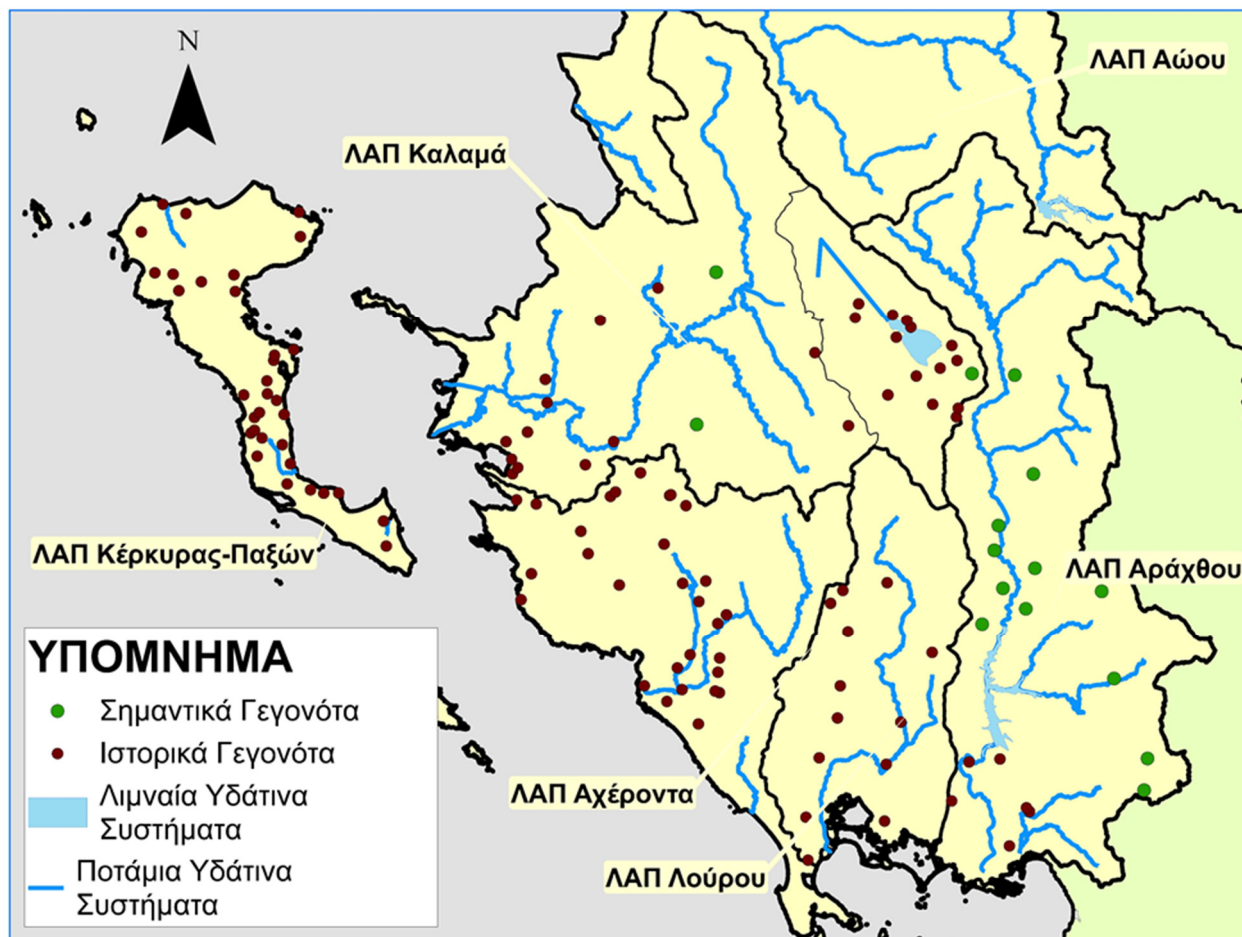 N
ΛΑΠ Αώου
ΛΑΠ Καλαμά
ΛΑΠ Κέρκυρας-Παξών
ΛΑΠ Αράχθου
ΛΑΠ Αχέροντα
ΛΑΠ Λούρου
ΥΠΟΜΝΗΜΑ
Σημαντικά Γεγονότα
Ιστορικά Γεγονότα
Λιμναία Υδάτινα
Συστήματα
Ποτάμια Υδάτινα
Συστήματα